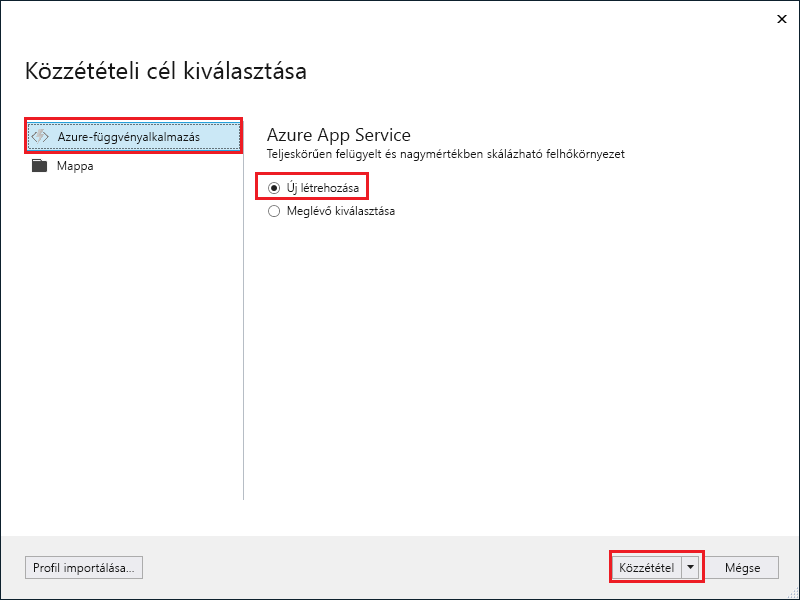 Közzétételi cél kiválasztása
Azure-függvényalkalmazás
Mappa
Azure App Service
Teljeskörűen felügyelt és nagymértékben skálázható felhőkörnyezet
Új létrehozása
Meglévő kiválasztása
Profil importálása...
Közzététel
Mégse